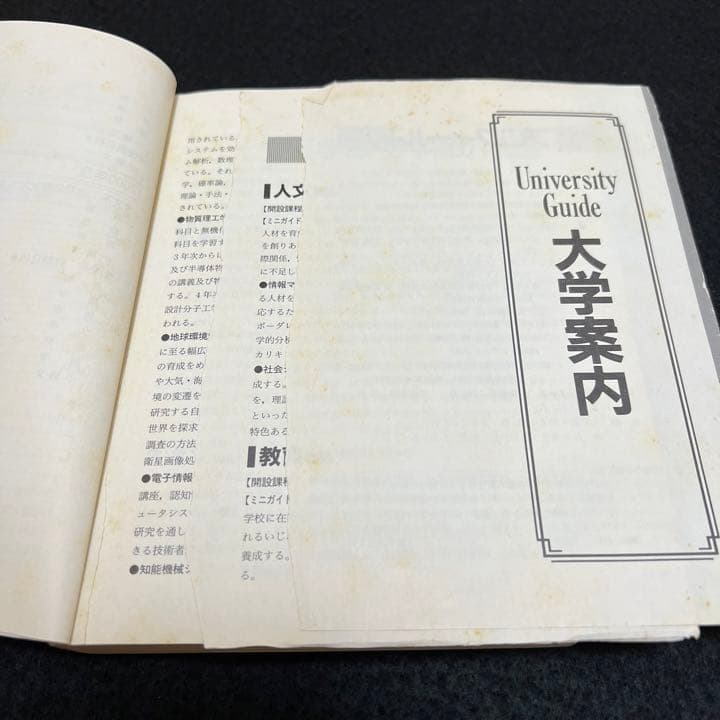 用されている。
システムを効
ム解析，数理
ている。それ
学，確率論，
理論・手法・
されている。
●物質理工学
科目と無機化
科目を学習す
3年次から
及び半導体物
の講義及び物
する。4年次
設計分子工学
われる。
●地球環境
に至る幅広
の育成をめ
や大気・海
境の変遷を
研究する自
世界を探求
調査の方法
衛星画像処
●電子情報
講座，認知
ュータシス
研究を通し
きる技術者
●知能機械シ
人文
【開設課程
【ミニガイド
人材を育
を創りあ
際関係，
に不足し
●情報マ
る人材を
応するた
ボーダレ
学的分析
カリキ
●社会シ
成する。
を，理論
といった
特色ある
教育
【開設課程
【ミニガイド
学校に在
れるいじ
養成する。
る。
University
Guide
大学案内